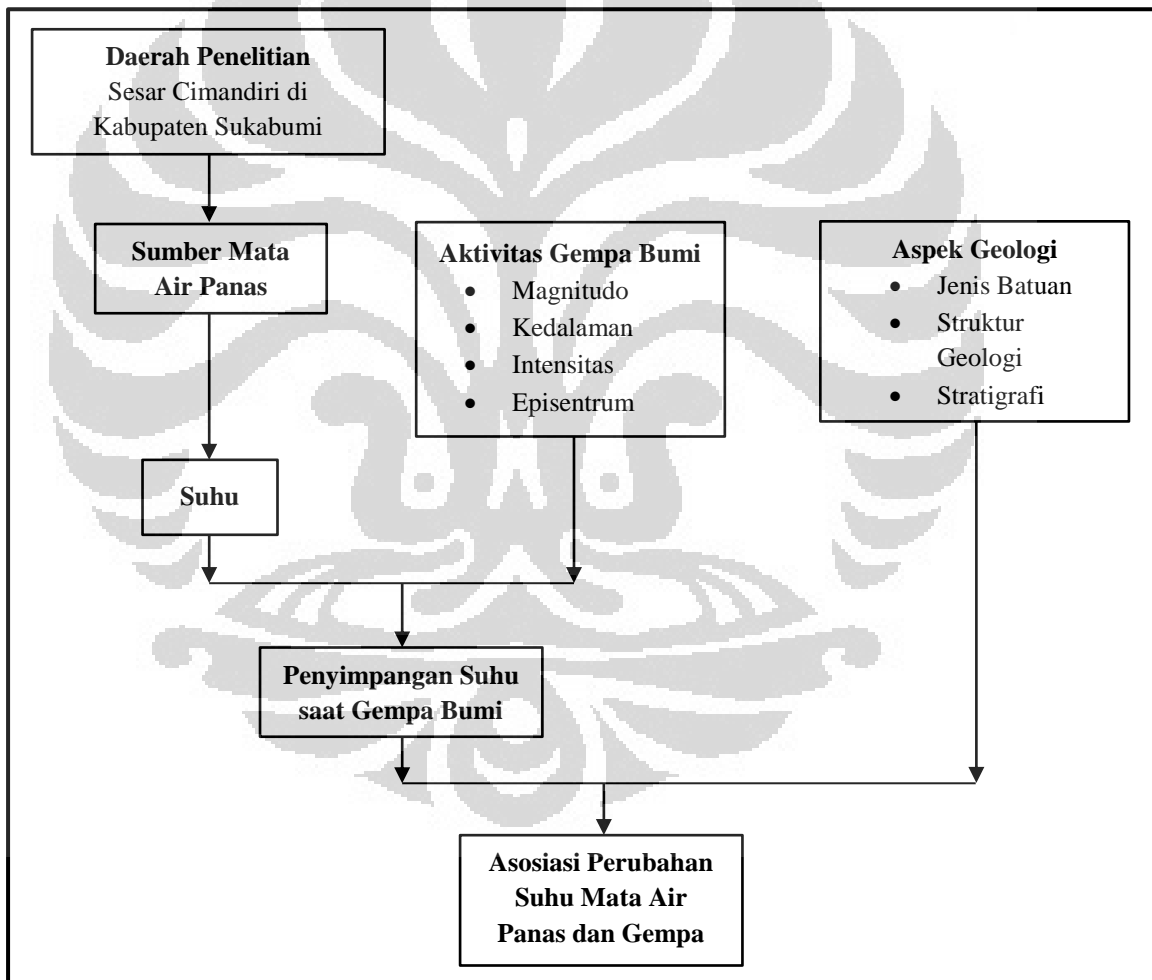 Daerah Penelitian
Sesar Cimandiri di
Kabupaten Sukabumi
Sumber Mata
Air Panas
Aktivitas Gempa Bumi
• Magnitudo
• Kedalaman
• Intensitas
• Episentrum
Aspek Geologi
• Jenis Batuan
• Struktur
Geologi
• Stratigrafi
Suhu
Penyimpangan Suhu
saat Gempa Bumi
Asosiasi Perubahan
Suhu Mata Air
Panas dan Gempa